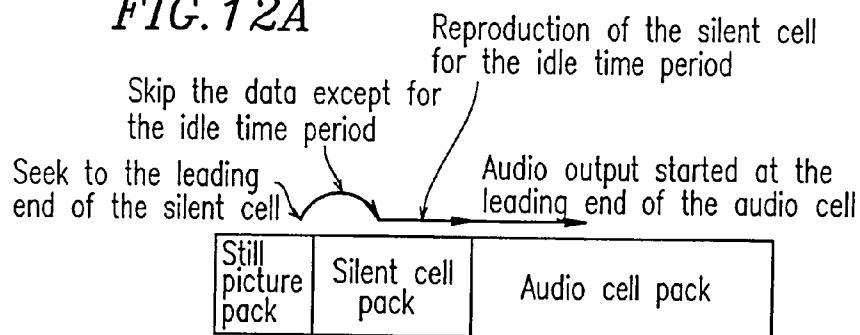 FIG. 12A
Reproduction of the silent cell
for the idle time period
Skip the data except for
the idle time period
Seek to the leading
end of the silent cell
Audio output started at the
leading end of the audio cell
Still
picture
pack
Silent cell
pack
Audio cell pack